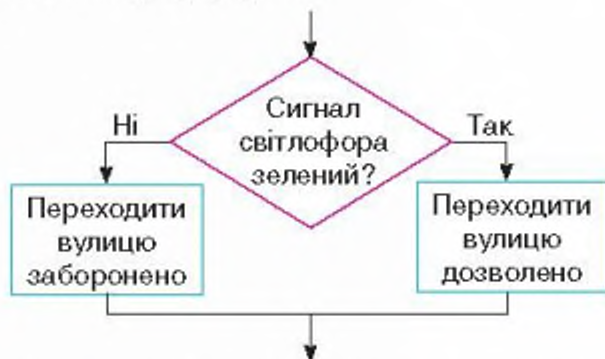 Сигнал
світлофора
зелений?
Ні
Так
Переходити
вулицю
заборонено
Переходити
вулицю
дозволено